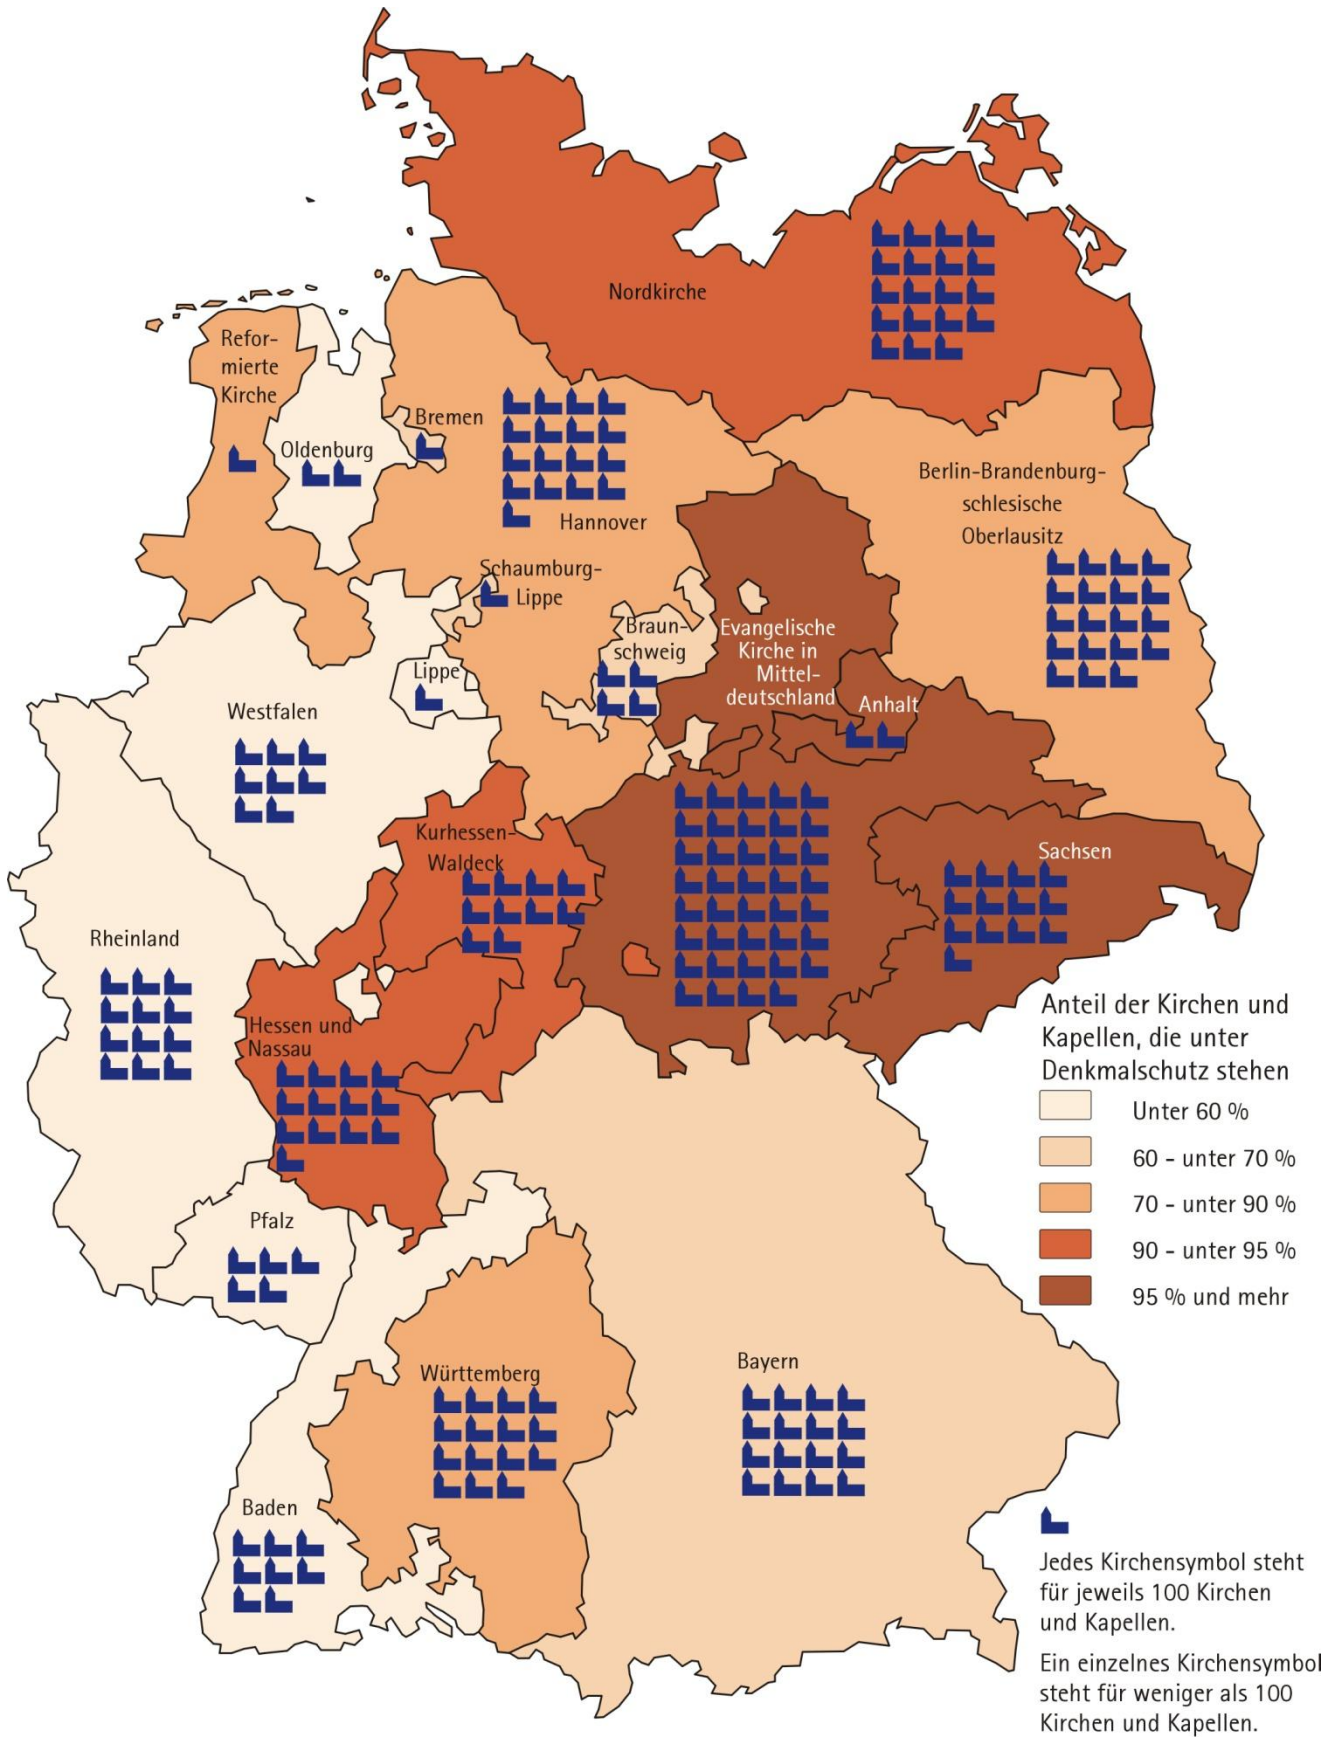 Nordkirche
Refor-
mierte
Kirche
Oldenburg
Bremen
Hannover
Berlin-Brandenburg-
schlesische
Oberlausitz
Schaumburg-
Lippe
Braun-
schweig
Evangelische
Kirche in
Mittel-
deutschland
Anhalt
Lippe
Westfalen
Kurhessen-
Waldeck
Sachsen
Rheinland
Hessen und
Nassau
Pfalz
Württemberg
Bayern
Baden
Anteil der Kirchen und
Kapellen, die unter
Denkmalschutz stehen
Unter 60 %
60 - unter 70 %
70 - unter 90 %
90 - unter 95 %
95 % und mehr
Jedes Kirchensymbol steht
für jeweils 100 Kirchen
und Kapellen.
Ein einzelnes Kirchensymbol
steht für weniger als 100
Kirchen und Kapellen.